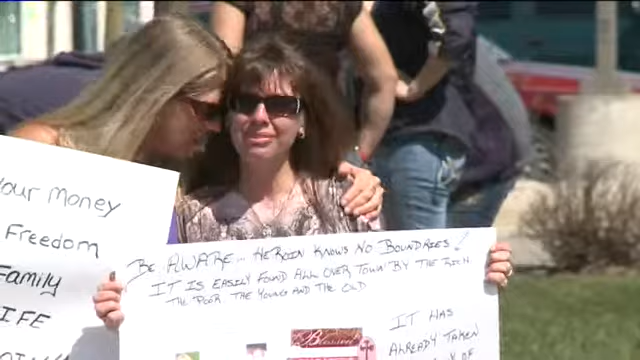 your Money
Freedom
Family
IFE
BE AWARE... HEROIN KNOWS NO BOUNDRIES!
IT IS EASILY FOUND ALL OVER TOWN BY THE RICH
THE POOR THE YOUNG AND THE OLD
IT HAS
ALREADY TAKEN
OF
Blessed